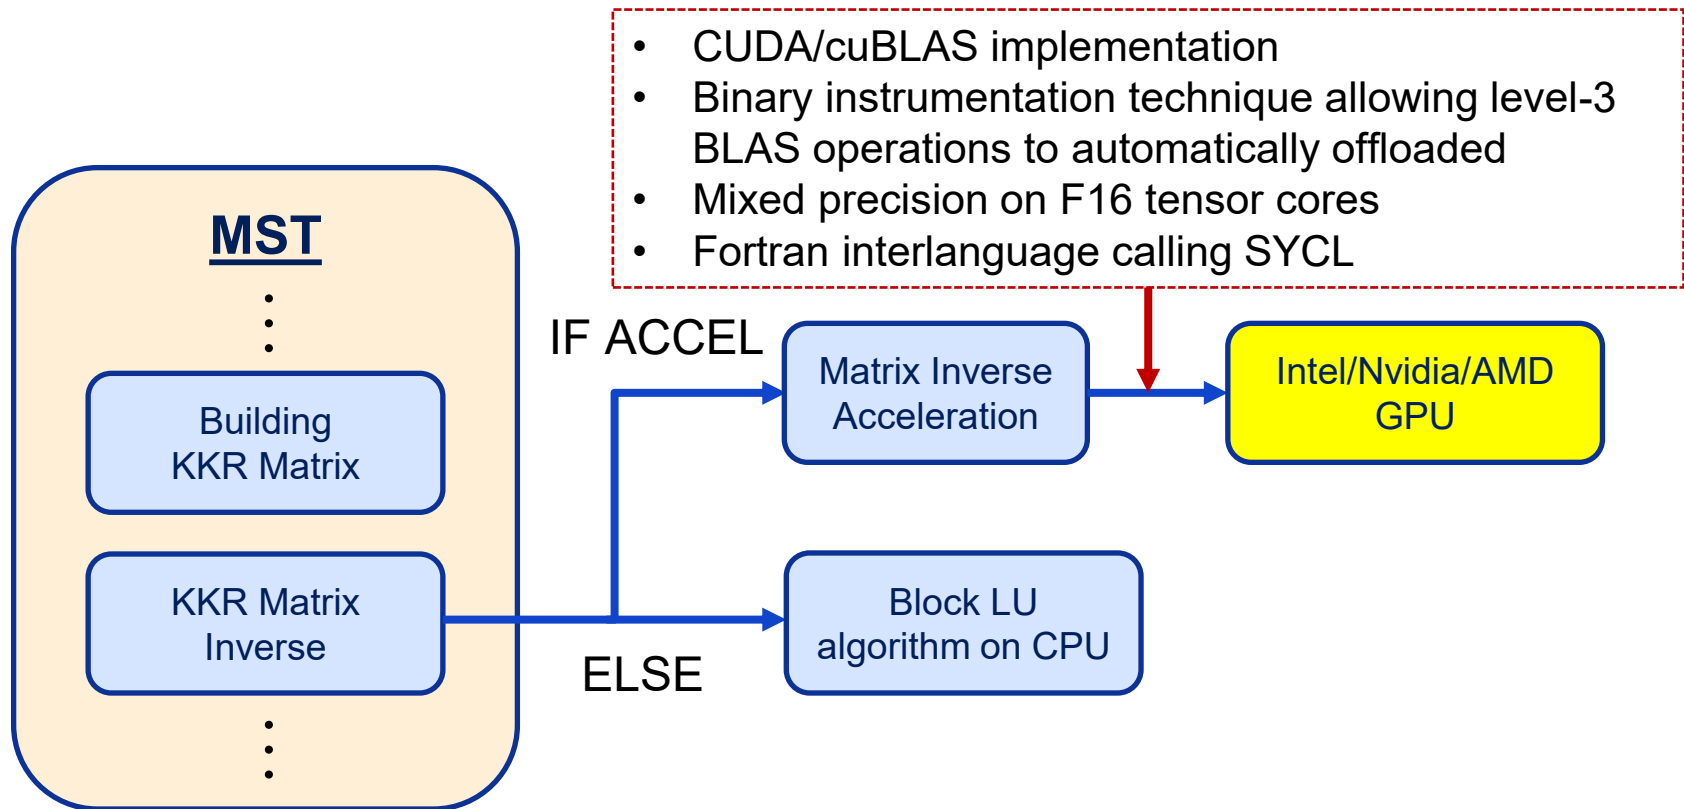 • CUDA/cuBLAS implementation
• Binary instrumentation technique allowing level-3
BLAS operations to automatically offloaded
• Mixed precision on F16 tensor cores
• Fortran interlanguage calling SYCL
MST
Building
KKR Matrix
KKR Matrix
Inverse
IF ACCEL
ELSE
Matrix Inverse
Acceleration
Intel/Nvidia/AMD
GPU
Block LU
algorithm on CPU